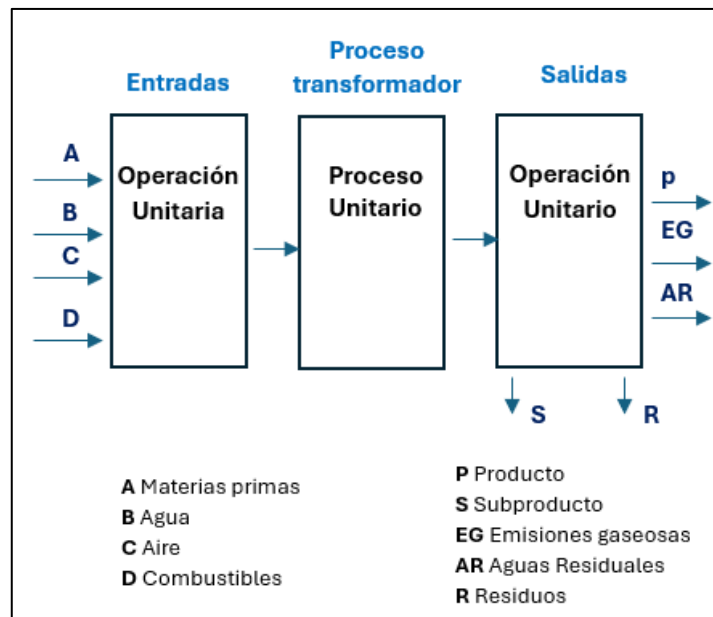 Entradas
Proceso
transformador
Salidas
A
B
C
D
Operación
Unitaria
Proceso
Unitario
Operación
Unitario
p
EG
AR
S
R
A Materias primas
B Agua
C Aire
D Combustibles
P Producto
S Subproducto
EG Emisiones gaseosas
AR Aguas Residuales
R Residuos